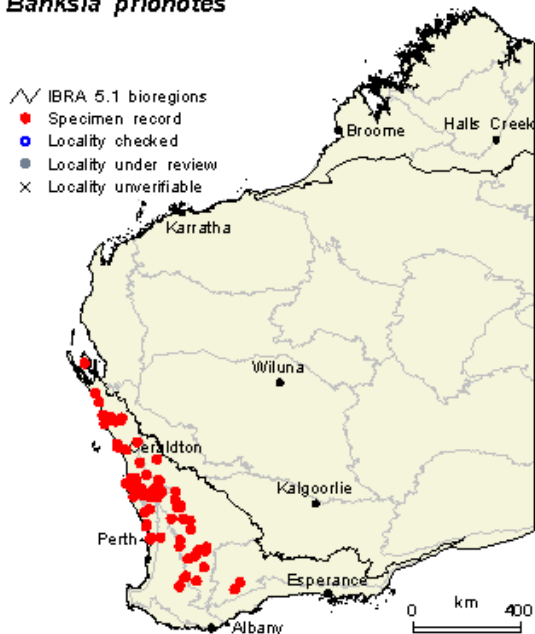 Banksia prionotes
IBRA 5.1 bioregions
Specimen record
Locality checked
Locality under review
× Locality unverifiable
Broome
Halls Creek
Karratha
Wiluna
Geraldton
Kalgoorlie
Perth
Esperance
Albany
0 km 400